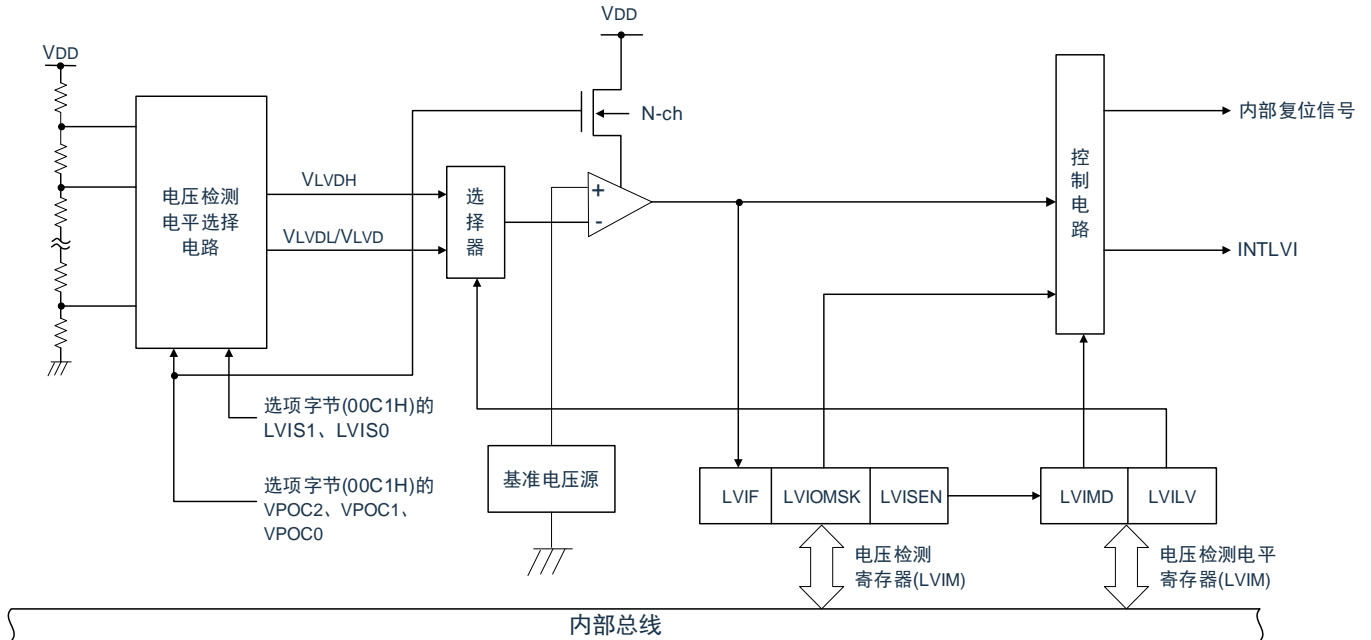 VDD
VDD
N-ch
电压检测
电平选择
电路
VLVDH
VLVDL/VLVD
选
择
器
+
-
控
制
电
路
内部复位信号
INTLVI
选项字节(00C1H)的
LVIS1、LVIS0
选项字节(00C1H)的
VPOC2、VPOC1、
VPOC0
基准电压源
LVIF
LVIOMSK
LVISEN
LVIMD
LVILV
电压检测
寄存器(LVIM)
电压检测电平
寄存器(LVIM)
内部总线